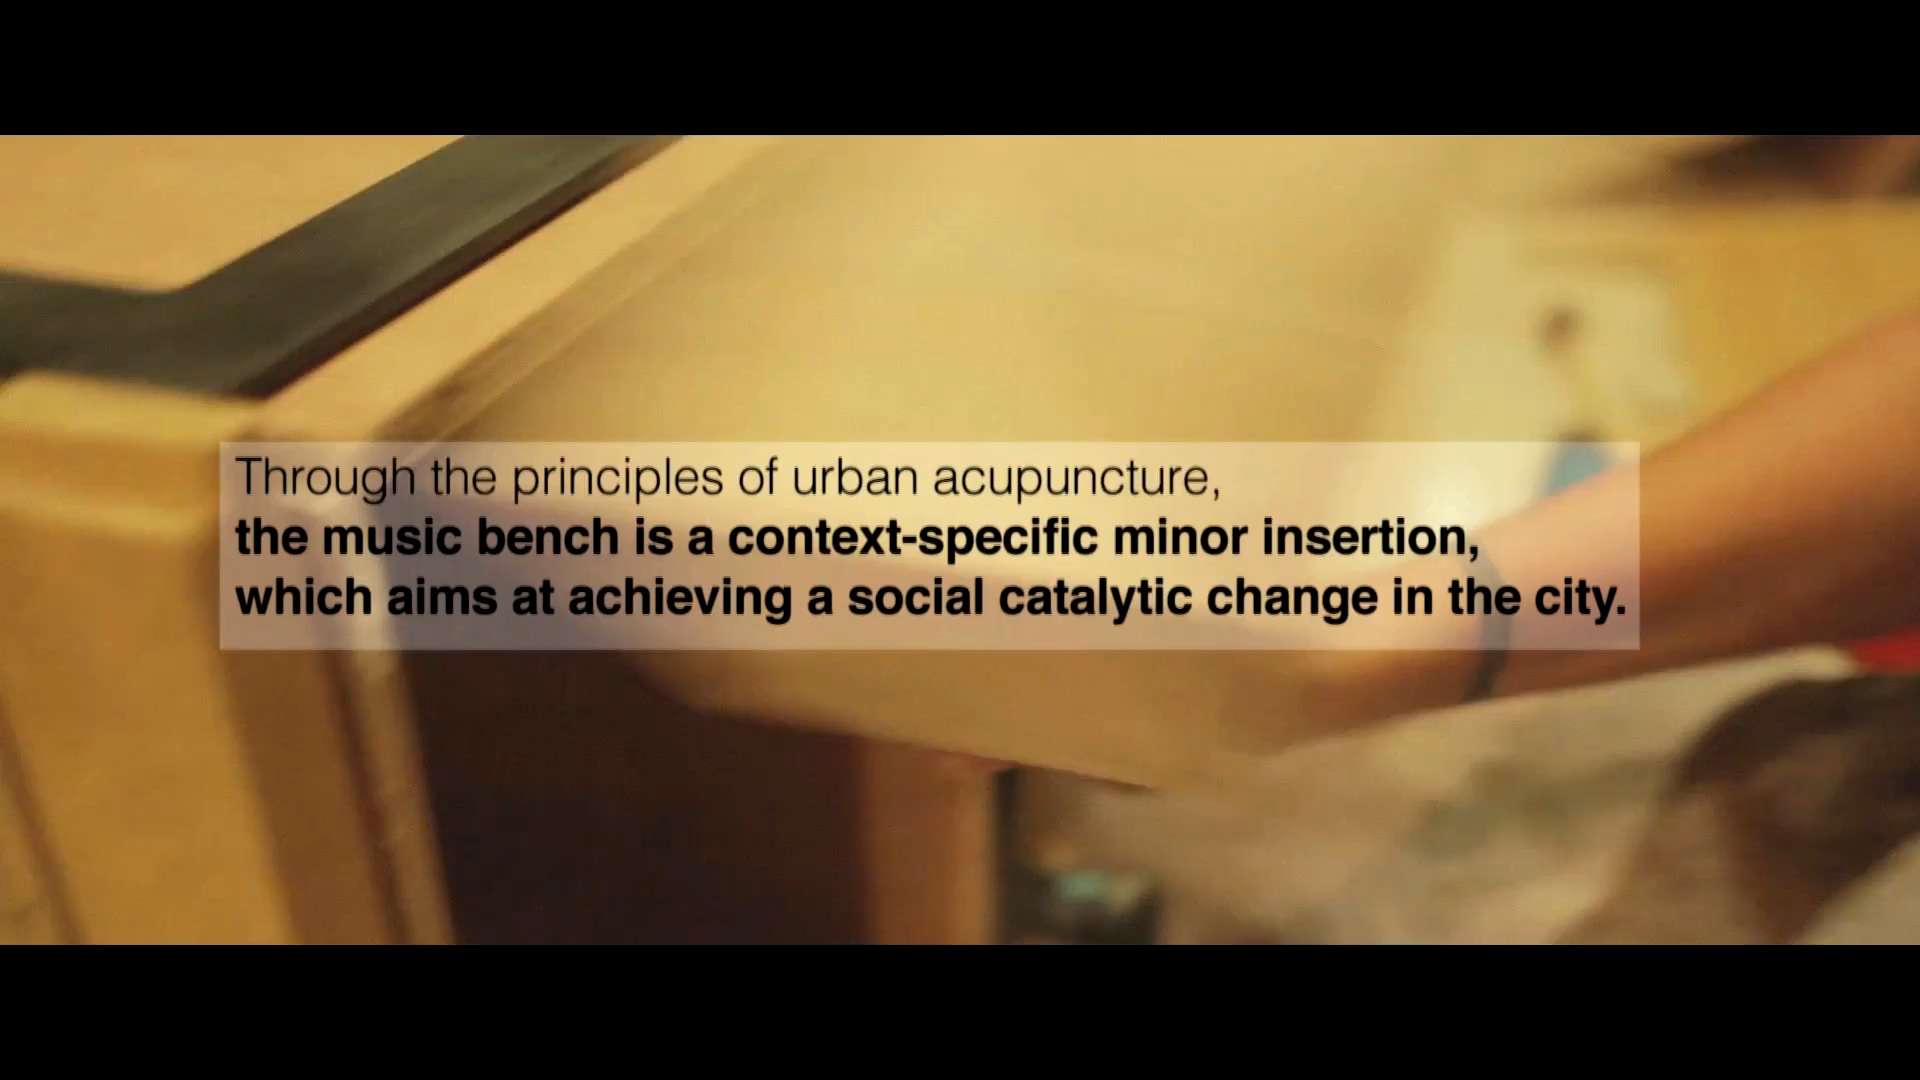 Through the principles of urban acupuncture,
the music bench is a context-specific minor insertion,
which aims at achieving a social catalytic change in the city.